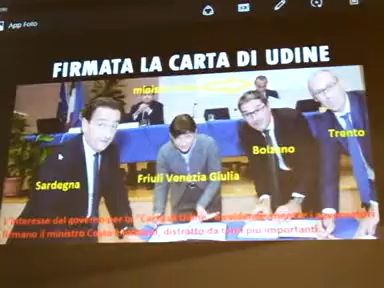 App Foto
FIRMATA LA CARTA DI UDINE
Trento
Bolzano
Friuli Venezia Giulia
Sardegna
L'interesse del governo per la "Carta di Udine"
firmano il ministro distratto da temi più importanti